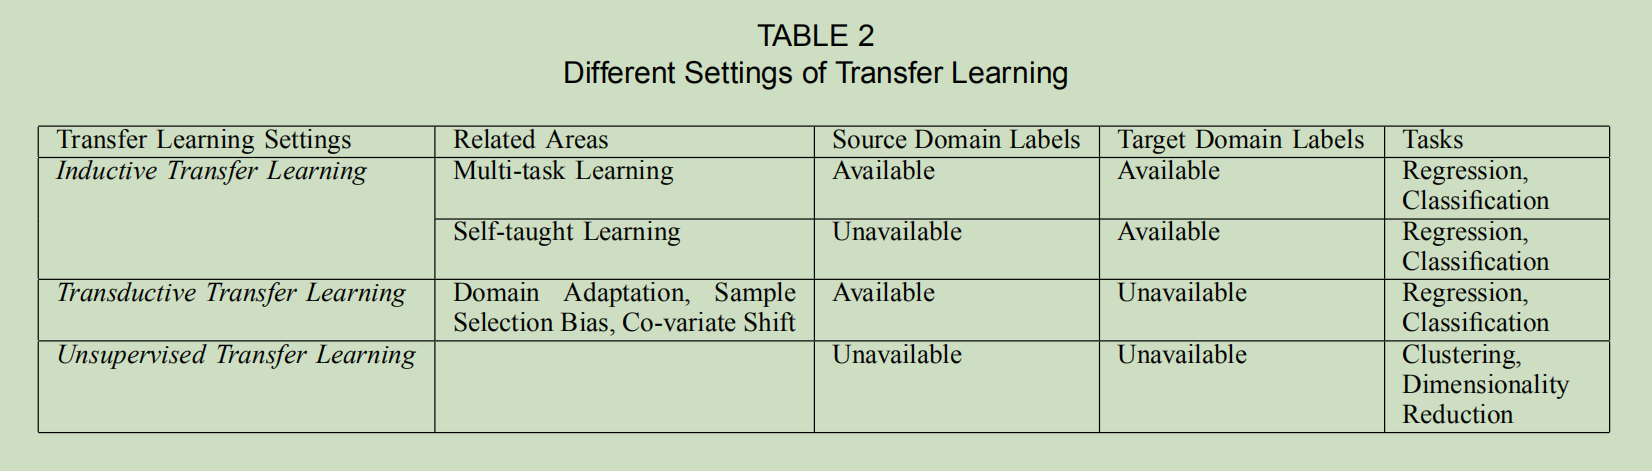 TABLE 2
Different Settings of Transfer Learning
Transfer Learning Settings Related Areas Source Domain Labels Target Domain Labels Tasks
Inductive Transfer Learning Multi-task Learning Available Available Regression,
Classification
Self-taught Learning Unavailable Available Regression,
Classification
Transductive Transfer Learning Domain Adaptation, Sample Available Unavailable Regression,
Selection Bias, Co-variate Shift Classification
Unsupervised Transfer Learning Unavailable Unavailable Clustering,
Dimensionality
Reduction